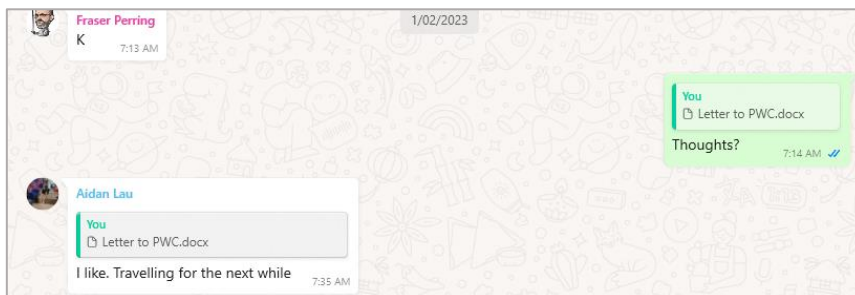 Fraser Perring
K
7:13 AM
1/02/2023
You
Letter to PWC.docx
Thoughts?
7:14 AM
Aidan Lau
You
Letter to PWC.docx
I like. Travelling for the next while
7:35 AM